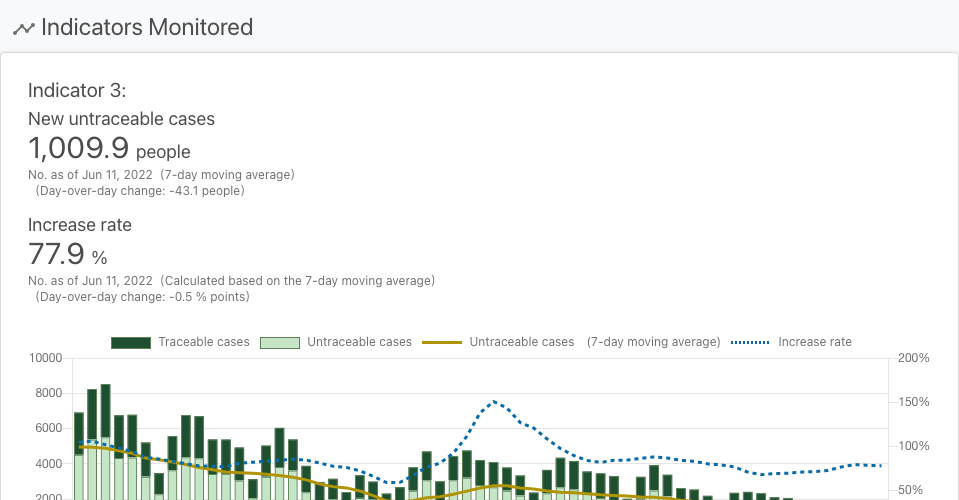 Indicators Monitored
Indicator 3:
New untraceable cases
1,009.9 people
No. as of Jun 11, 2022 (7-day moving average)
(Day-over-day change: -43.1 people)
Increase rate
77.9 %
No. as of Jun 11, 2022 (Calculated based on the 7-day moving average)
(Day-over-day change: -0.5 % points)
Traceable cases Untraceable cases Untraceable cases (7-day moving average) Increase rate
10000 200%
8000
150%
6000
100%
4000
50%
2000